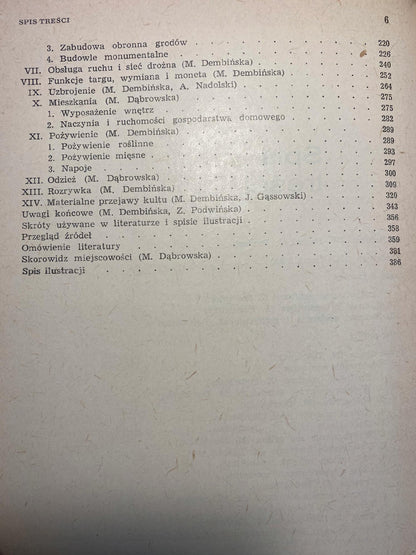 SPIS TREŚCI 6
3. Zabudowa obronna grodów . . . . . . . . . . . . 220
4. Budowle monumentalne . . . . . . . . . . . . 226
VII. Obsługa ruchu i sieć drożna (M. Dembińska) . . . . . . . . 240
VIII. Funkcje targu, wymiana i moneta (M. Dembińska) . . . . . . . 252
IX. Uzbrojenie (M. Dembińska, A. Nadolski) . . . . . . . . 264
X. Mieszkania (M. Dąbrowska) . . . . . . . . . . 275
1. Wyposażenie wnętrz . . . . . . . . . . . . 275
2. Naczynia i ruchomości gospodarstwa domowego . . . . . . . 282
XI. Pożywienie (M. Dembińska) . . . . . . . . . . 289
1. Pożywienie roślinne . . . . . . . . . . . . 289
2. Pożywienie mięsne . . . . . . . . . . . . 293
3. Napoje . . . . . . . . . . . . . . 297
XII. Odzież (M. Dąbrowska) . . . . . . . . . . . 300
XIII. Rozrywka (M. Dembińska) . . . . . . . . . . 309
XIV. Materialne przejawy kultu (M. Dembińska, J. Gąssowski) . . . . . 320
Uwagi końcowe (M. Dembińska, Z. Podwińska) . . . . . . . . 343
Skróty używane w literaturze i spisie ilustracji . . . . . . . . 356
Przegląd źródeł . . . . . . . . . . . . . . 358
Omówienie literatury . . . . . . . . . . . . . 359
Skorowidz miejscowości (M. Dąbrowska) . . . . . . . . . . 381
Spis ilustracji . . . . . . . . . . . . . . 386